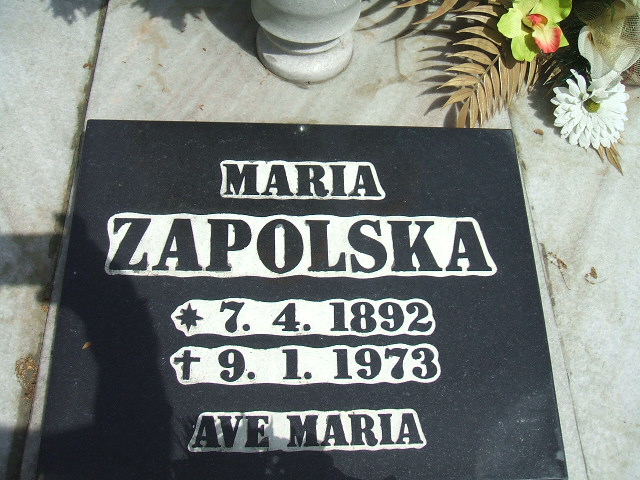 MARIA
ZAPOLSKA
* 7. 4. 1892
✝ 9. 1. 1973
AVE MARIA